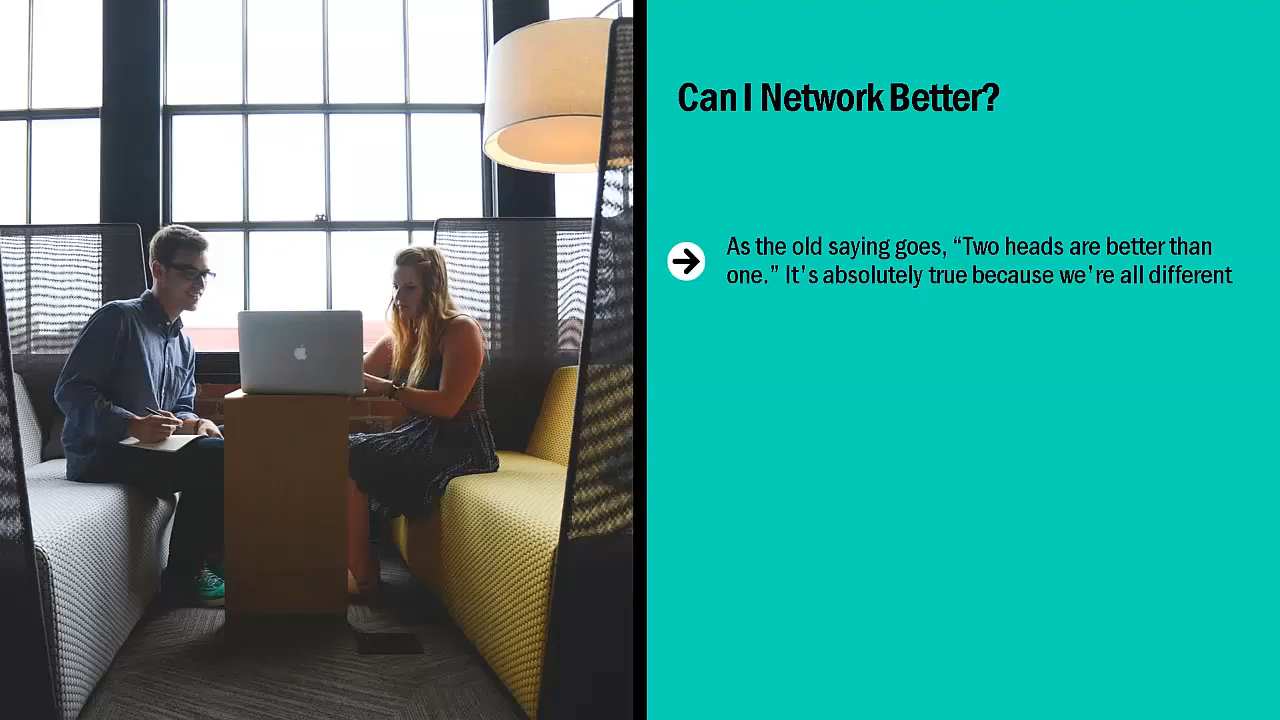 Can I Network Better?
As the old saying goes, “Two heads are better than
one.” It's absolutely true because we're all different